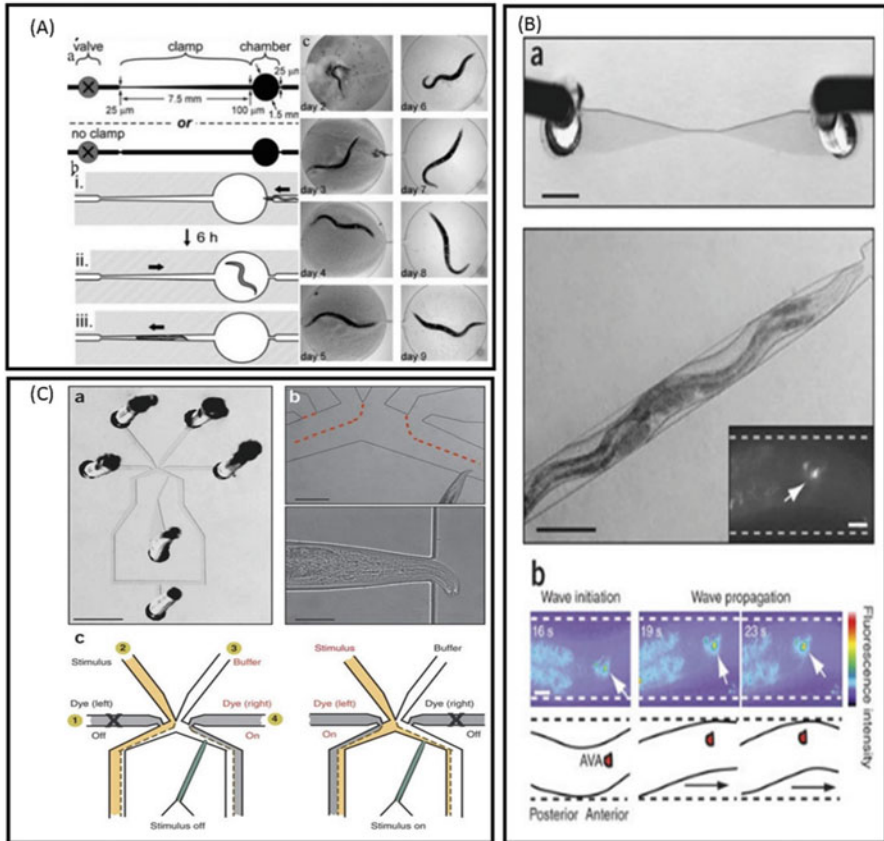 (A)
a
valve
clamp
chamber
25 µm
7.5 mm
100 µm
25 µm
1.5 mm
or
no clamp
b
i.
6 h
ii.
iii.
c
day 2
day 6
day 3
day 7
day 4
day 8
day 5
day 9
(B)
a
b
Wave initiation
Wave propagation
16 s
19 s
23 s
Fluorescence intensity
AVA
Posterior Anterior
(C)
a
b
c
2
3
Stimulus
Buffer
Dye (left)
Dye (right)
1
4
Off
On
Stimulus off
Stimulus
Buffer
Dye (left)
Dye (right)
On
Off
Stimulus on